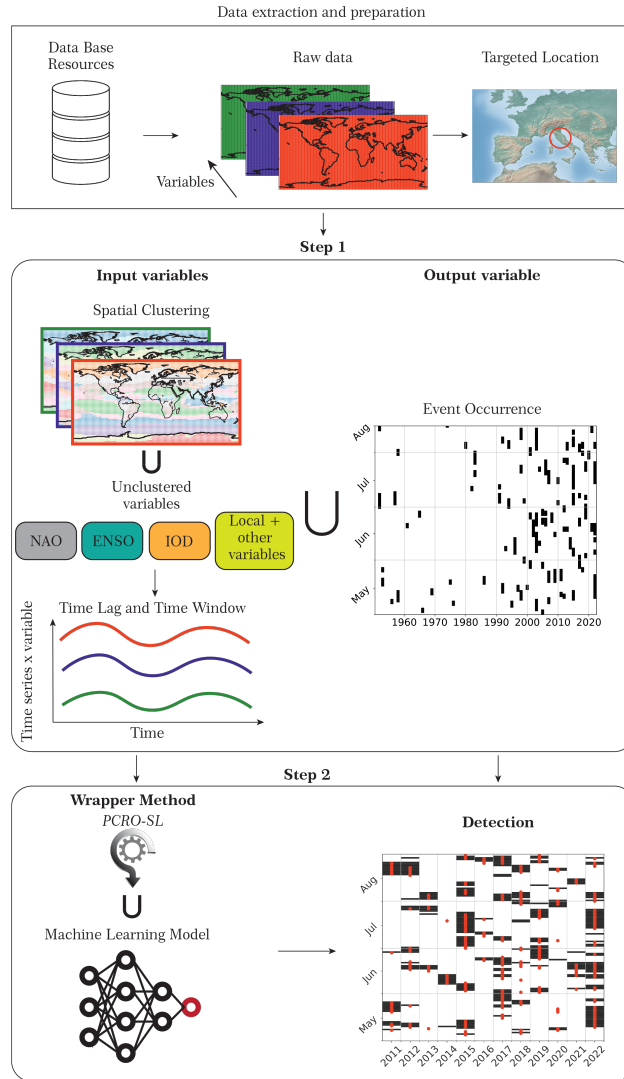 Data extraction and preparation
Data Base
Resources
Raw data
Targeted Location
Variables
Step 1
Input variables
Output variable
Spatial Clustering
Event Occurrence
Unclustered
variables
NAO
ENSO
IOD
Local +
other
variables
Time Lag and Time Window
Time series x variable
Time
Aug
Jul
Jun
May
1960
1970
1980
1990
2000
2010
2020
Step 2
Wrapper Method
PCRO-SL
Machine Learning Model
Detection
Aug
Jul
Jun
May
2011
2012
2013
2014
2015
2016
2017
2018
2019
2020
2021
2022